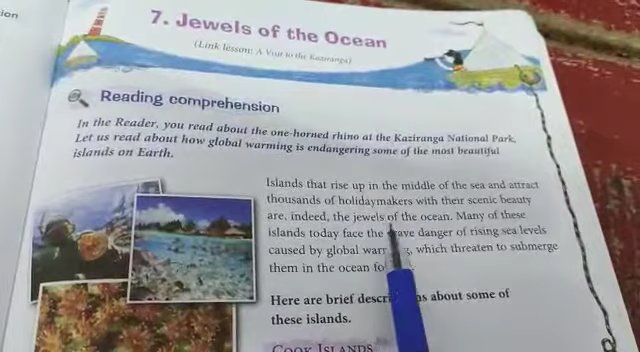 ion
7. Jewels of the Ocean
(Link lesson: A Visit to the Kaziranga)
Reading comprehension
In the Reader, you read about the one-horned rhino at the Kaziranga National Park.
Let us read about how global warming is endangering some of the most beautiful
islands on Earth.
Islands that rise up in the middle of the sea and attract
thousands of holidaymakers with their scenic beauty
are, indeed, the jewels of the ocean. Many of these
islands today face the rave danger of rising sea levels
caused by global war g, which threaten to submerge
them in the ocean fo
Here are brief descri ns about some of
these islands.
COOK ISLANDS